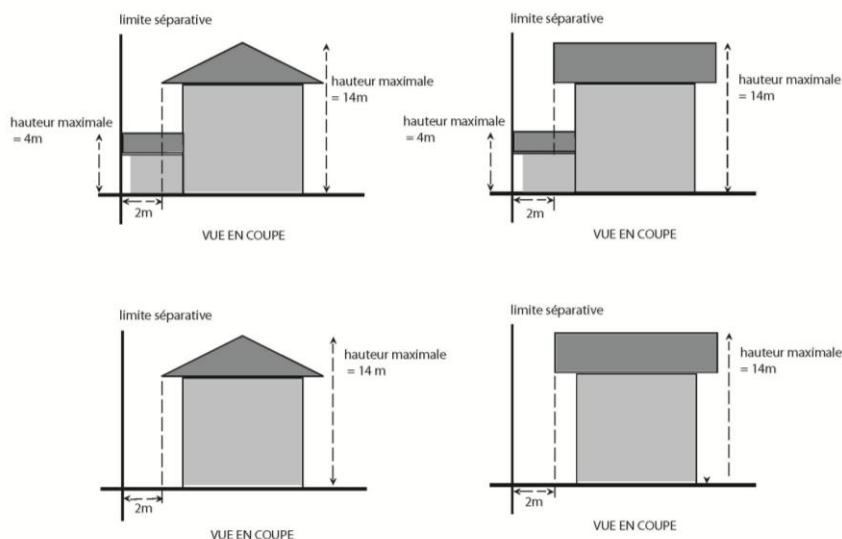 limite séparative
hauteur maximale
= 14m
hauteur maximale
= 4m
2m
VUE EN COUPE
limite séparative
hauteur maximale
= 14m
hauteur maximale
= 4m
2m
VUE EN COUPE
limite séparative
hauteur maximale
= 14 m
2m
VUE EN COUPE
limite séparative
hauteur maximale
= 14m
2m
VUE EN COUPE